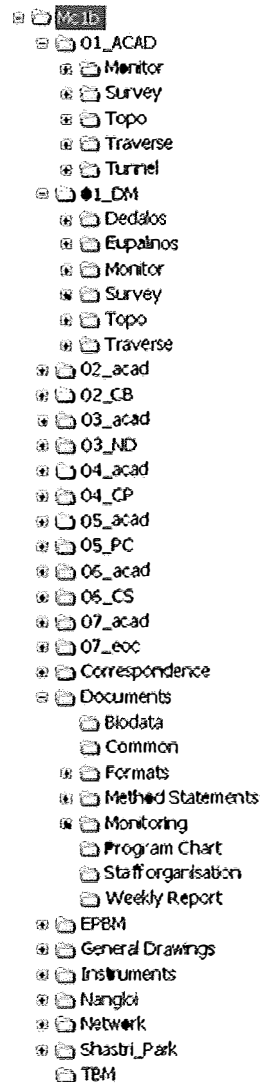 Mc1b
01_ACAD
Monitor
Survey
Topo
Traverse
Tunnel
01_DM
Dedalos
Eupalnos
Monitor
Survey
Topo
Traverse
02_acad
02_CB
03_acad
03_ND
04_acad
04_CP
05_acad
05_PC
06_acad
06_CS
07_acad
07_eoc
Correspondence
Documents
Biodata
Common
Formats
Method Statements
Monitoring
Program Chart
Staff organisation
Weekly Report
EPBM
General Drawings
Instruments
Nangloi
Network
Shastri_Park
TBM